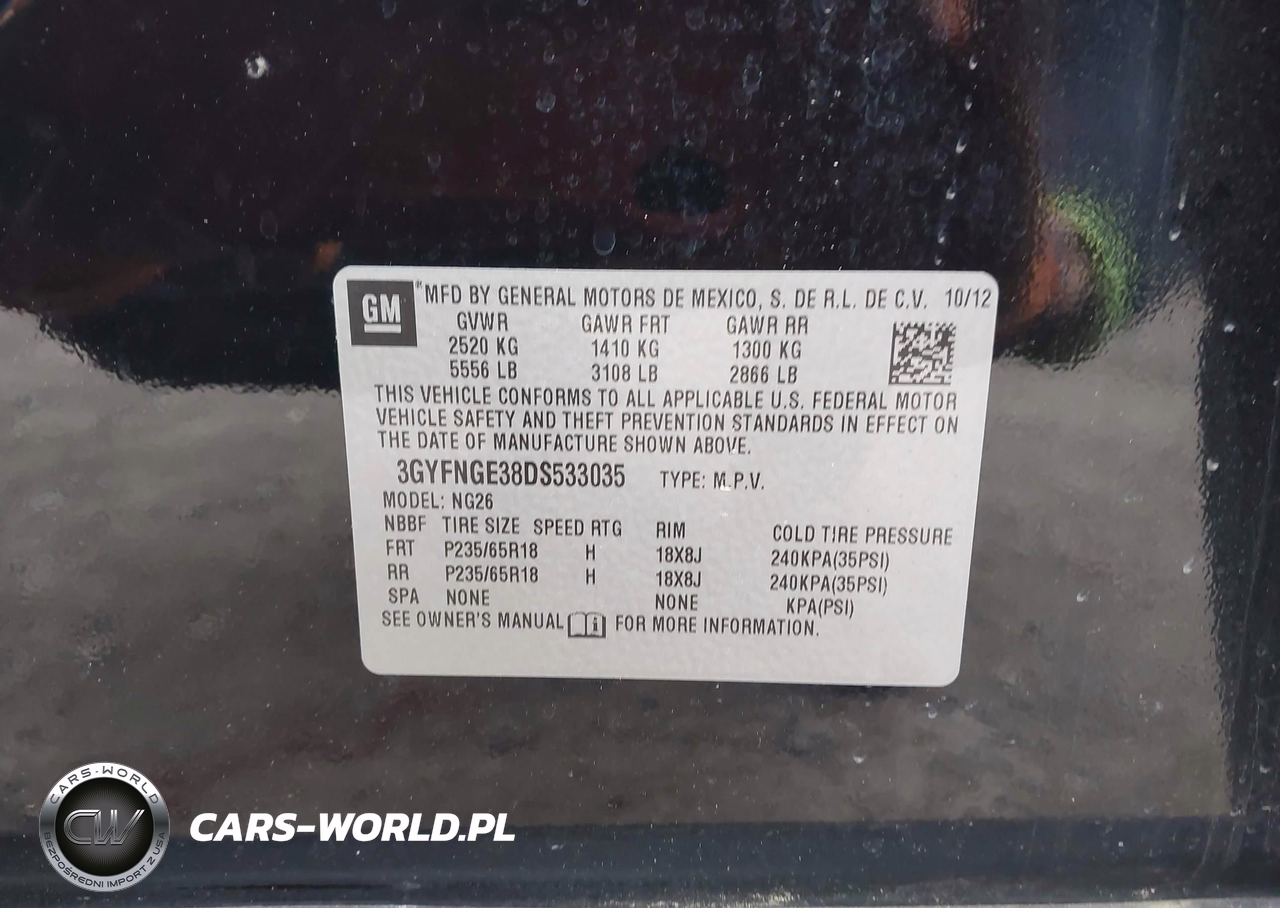 GM
MFD BY GENERAL MOTORS DE MEXICO, S. DE R.L. DE C.V. 10/12
GVWR GAWR FRT GAWR RR
2520 KG 1410 KG 1300 KG
5556 LB 3108 LB 2866 LB
THIS VEHICLE CONFORMS TO ALL APPLICABLE U.S. FEDERAL MOTOR
VEHICLE SAFETY AND THEFT PREVENTION STANDARDS IN EFFECT ON
THE DATE OF MANUFACTURE SHOWN ABOVE.
3GYFNGE38DS533035 TYPE: M.P.V.
MODEL: NG26
NBBF TIRE SIZE SPEED RTG RIM COLD TIRE PRESSURE
FRT P235/65R18 H 18X8J 240KPA(35PSI)
RR P235/65R18 H 18X8J 240KPA(35PSI)
SPA NONE NONE KPA(PSI)
SEE OWNER'S MANUAL FOR MORE INFORMATION.
CARS-WORLD
CW
BEZPOŚREDNI IMPORT Z USA
CARS-WORLD.PL